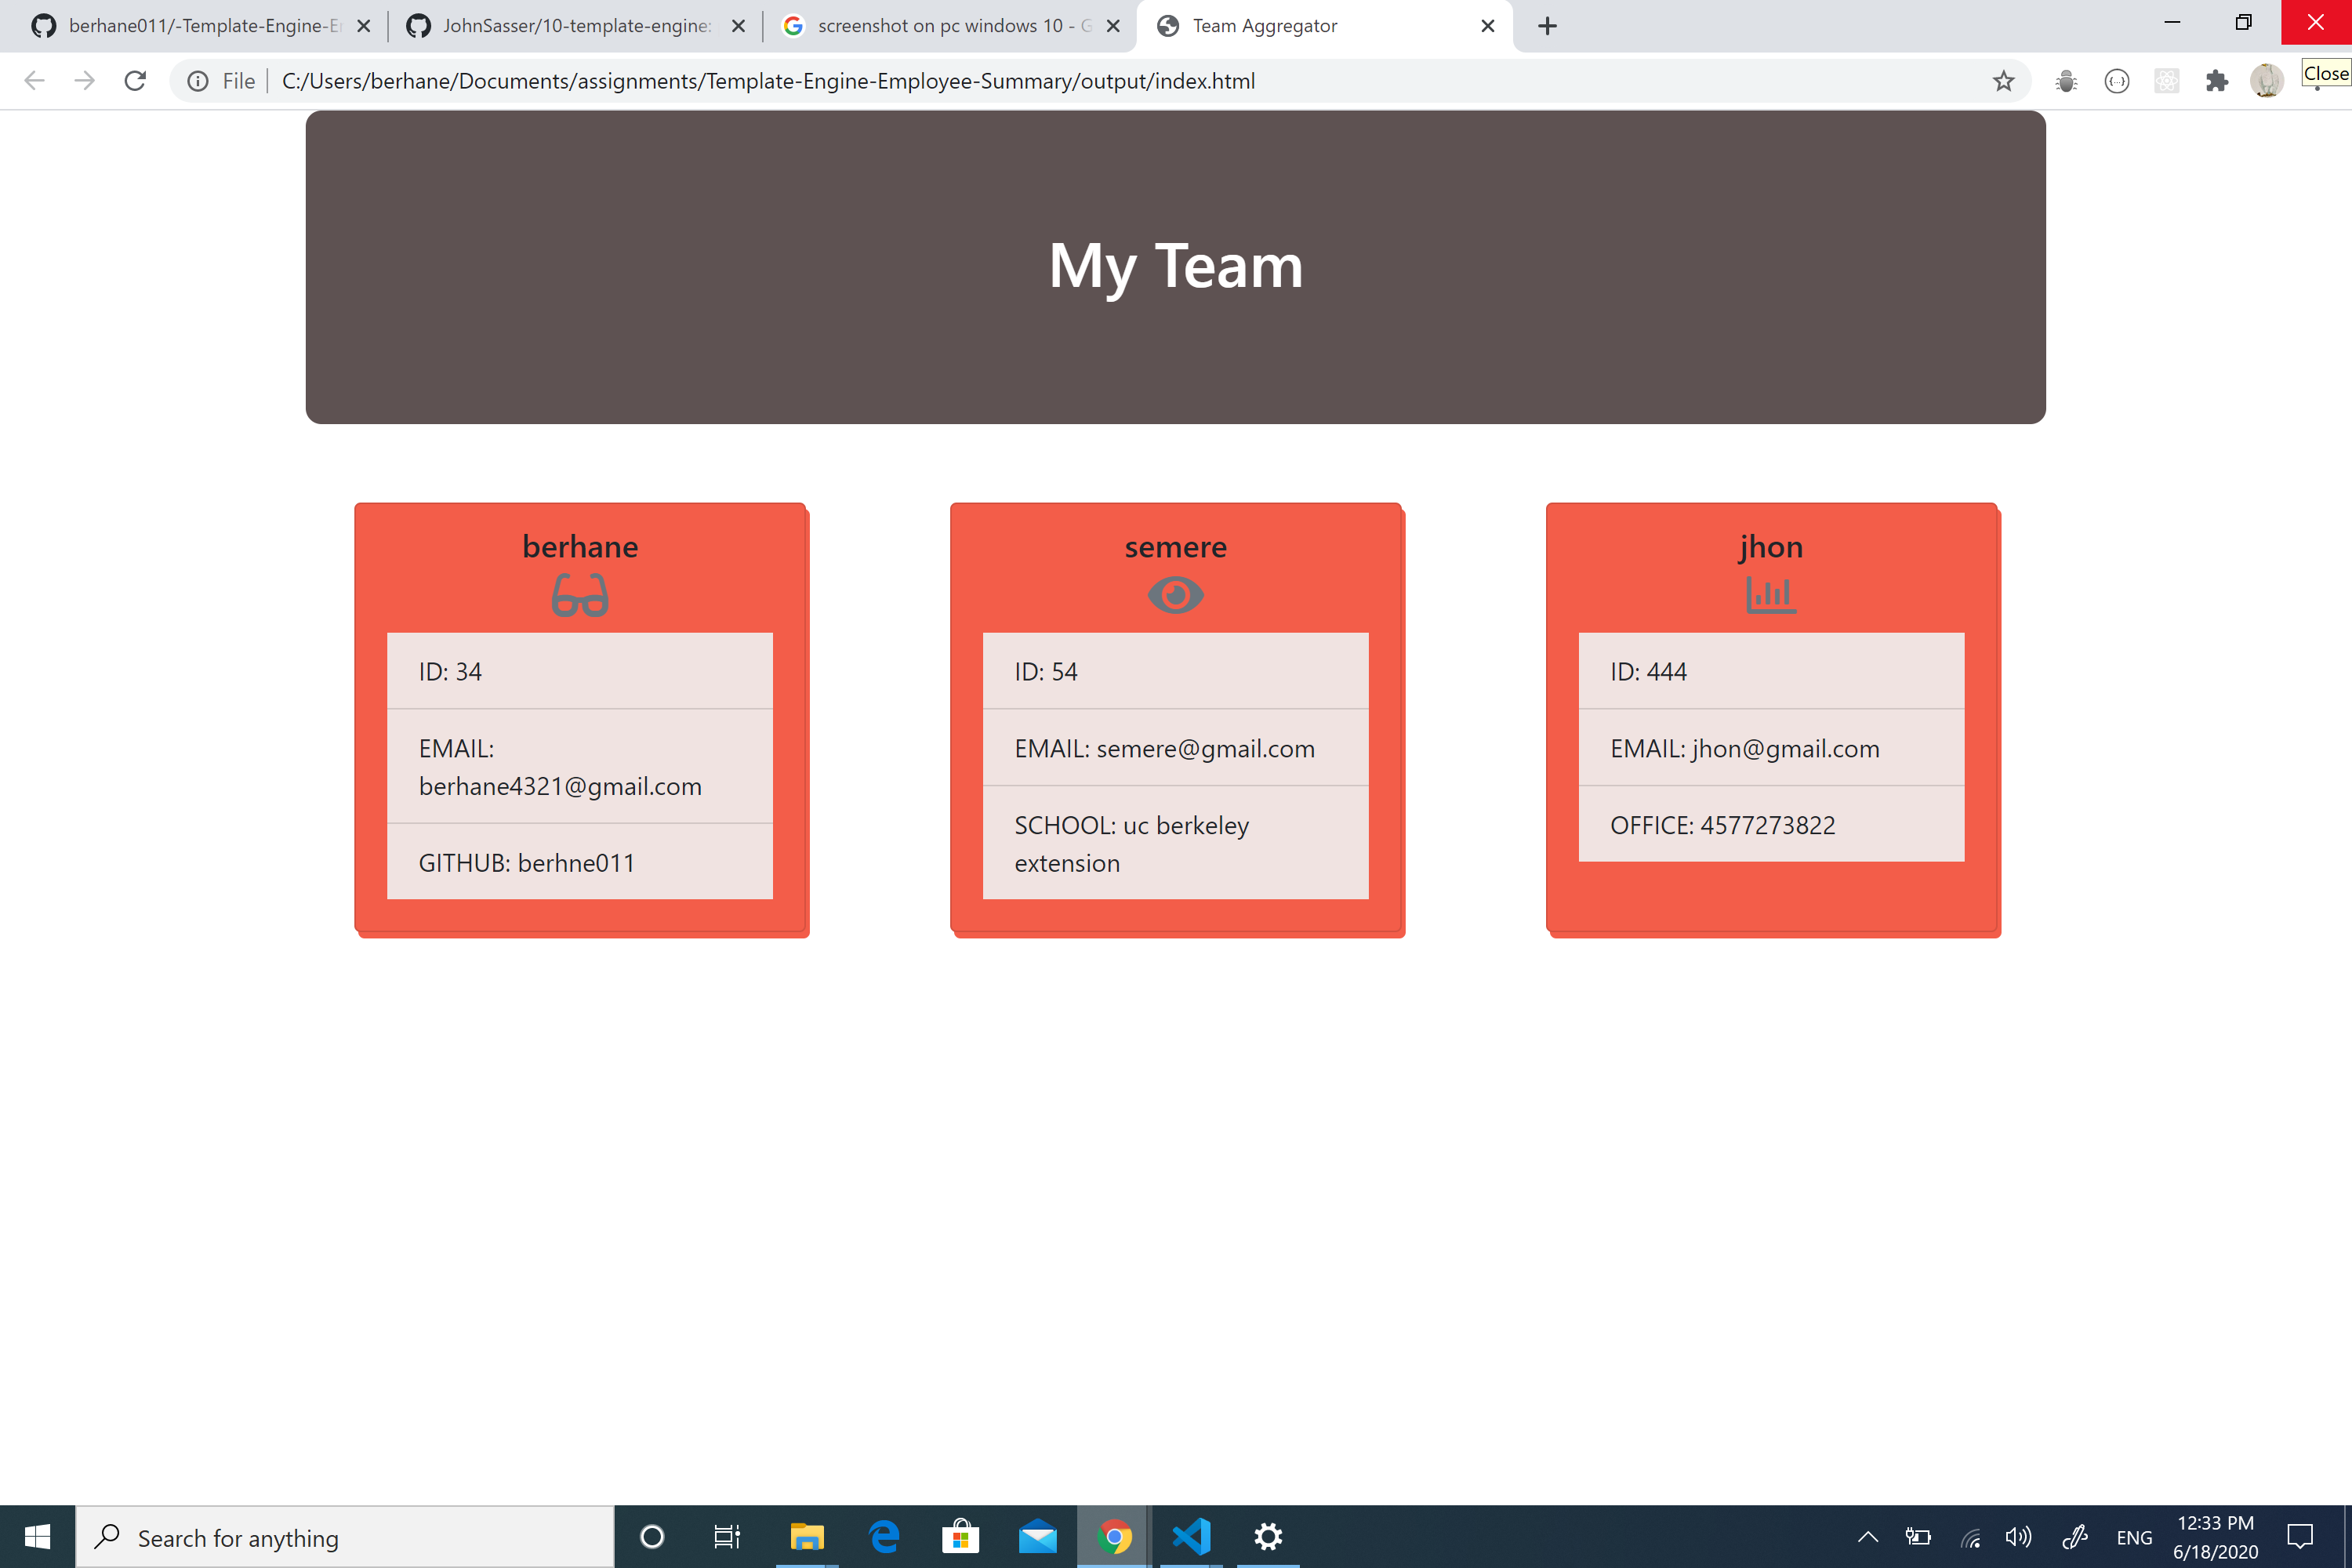 berhane011/-Template-Engine-E
JohnSasser/10-template-engine:
screenshot on pc windows 10 - G
Team Aggregator
File
C:/Users/berhane/Documents/assignments/Template-Engine-Employee-Summary/output/index.html
Close
My Team
berhane
ID: 34
EMAIL:
berhane4321@gmail.com
GITHUB: berhne011
semere
ID: 54
EMAIL: semere@gmail.com
SCHOOL: uc berkeley
extension
jhon
ID: 444
EMAIL: jhon@gmail.com
OFFICE: 4577273822
Search for anything
ENG
12:33 PM
6/18/2020